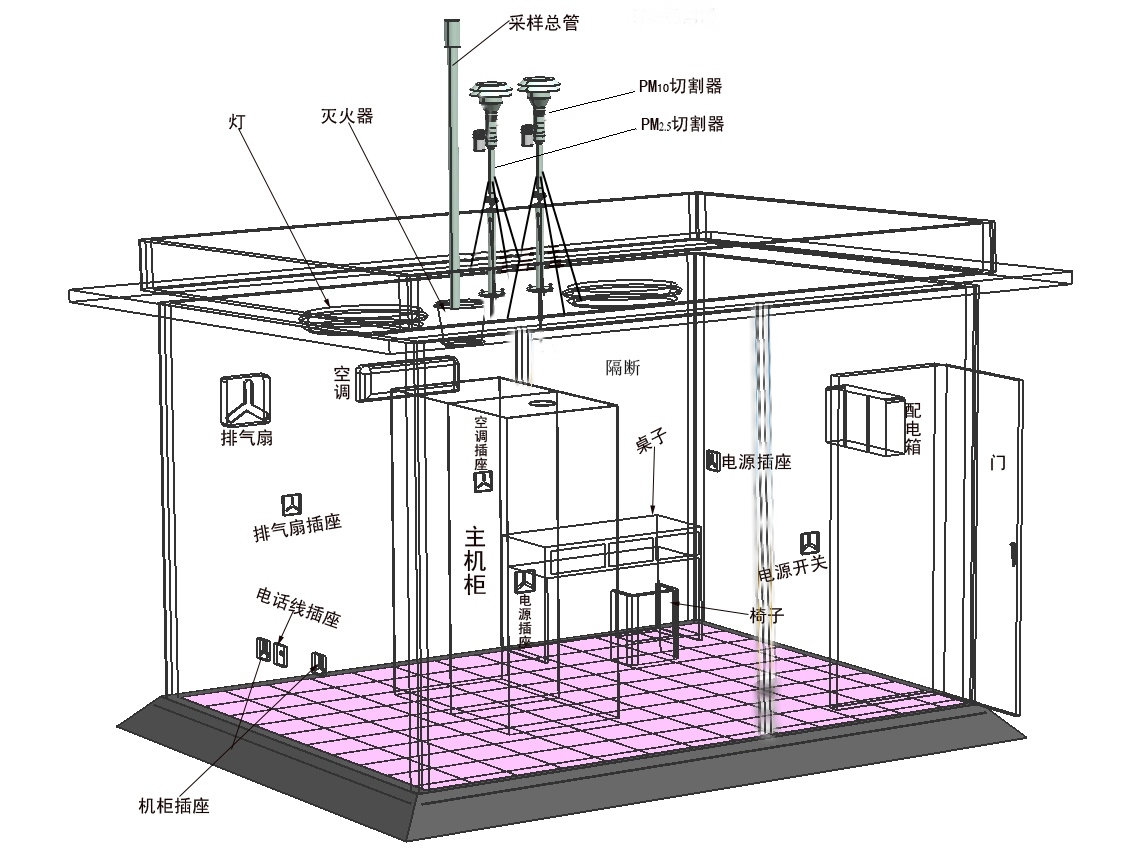 采样总管
PM10切割器
灯
灭火器
PM2.5切割器
空调
隔断
排气扇
空调插座
桌子
电源插座
配电箱
门
排气扇插座
主机柜
电源开关
电源插座
电话线插座
椅子
机柜插座